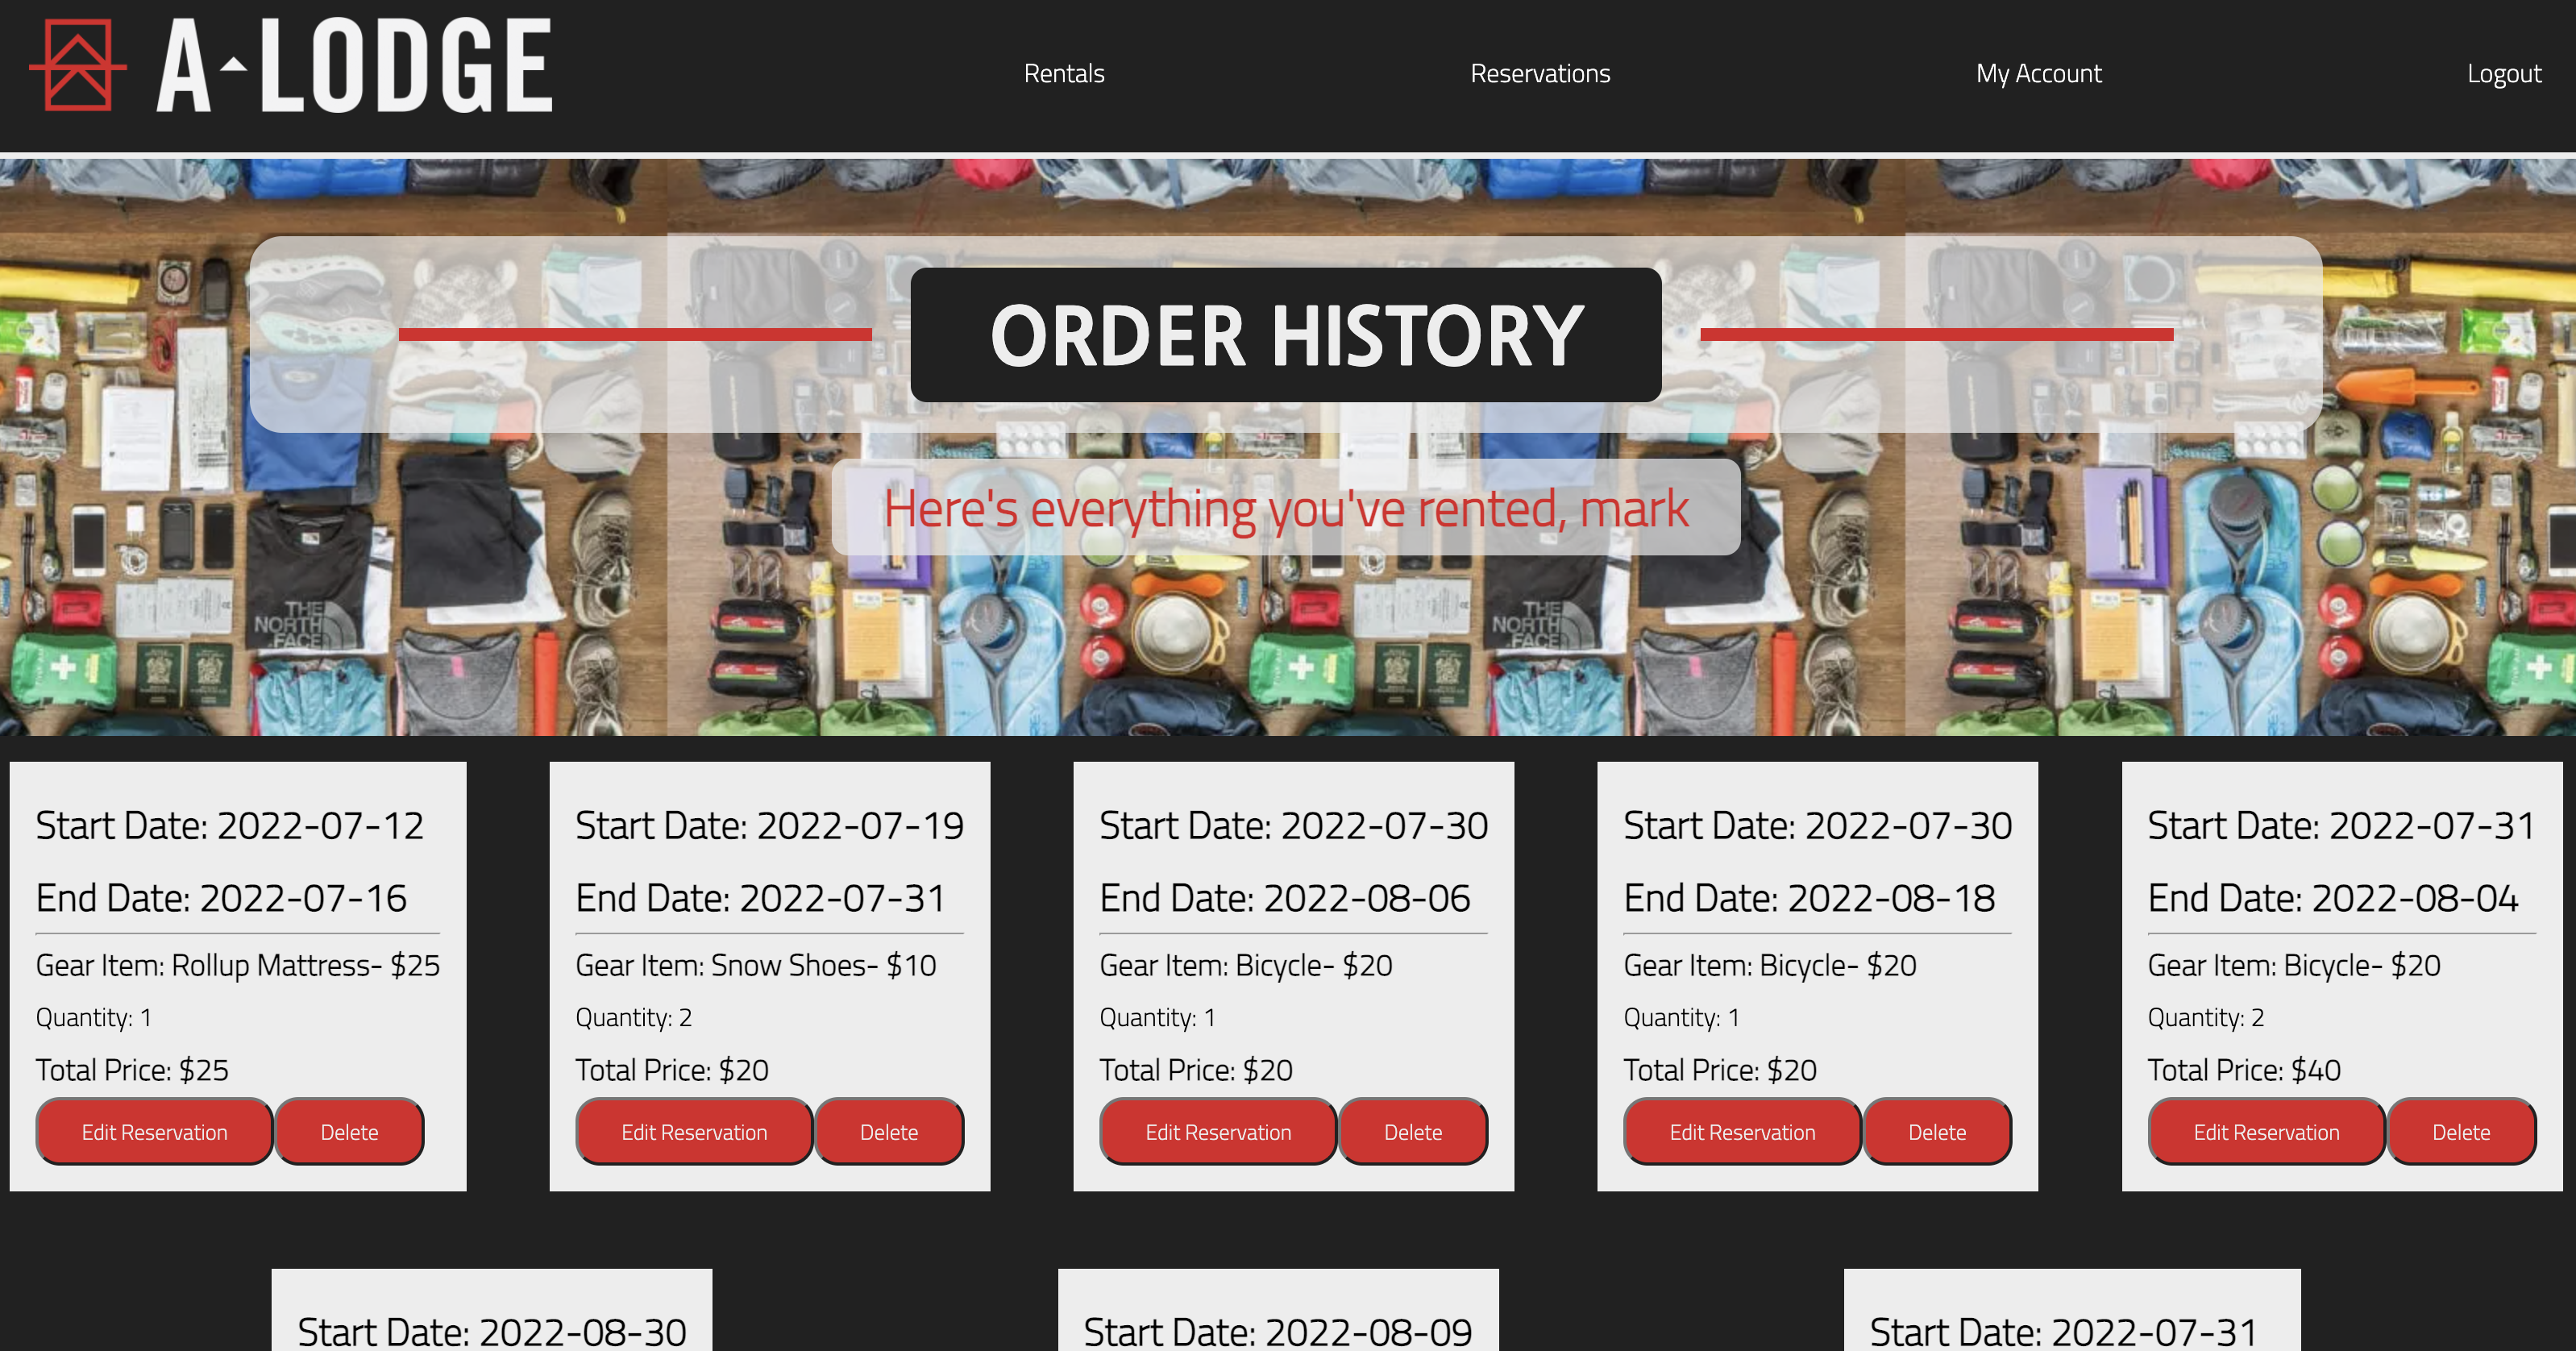 A-LODGE
Rentals
Reservations
My Account
Logout
ORDER HISTORY
Here's everything you've rented, mark
THE
NORTH
FACE
THE
NORTH
FACE
Start Date: 2022-07-12
End Date: 2022-07-16
Gear Item: Rollup Mattress- $25
Quantity: 1
Total Price: $25
Edit Reservation
Delete
Start Date: 2022-07-19
End Date: 2022-07-31
Gear Item: Snow Shoes- $10
Quantity: 2
Total Price: $20
Edit Reservation
Delete
Start Date: 2022-07-30
End Date: 2022-08-06
Gear Item: Bicycle- $20
Quantity: 1
Total Price: $20
Edit Reservation
Delete
Start Date: 2022-07-30
End Date: 2022-08-18
Gear Item: Bicycle- $20
Quantity: 1
Total Price: $20
Edit Reservation
Delete
Start Date: 2022-07-31
End Date: 2022-08-04
Gear Item: Bicycle- $20
Quantity: 2
Total Price: $40
Edit Reservation
Delete
Start Date: 2022-08-30
Start Date: 2022-08-09
Start Date: 2022-07-31